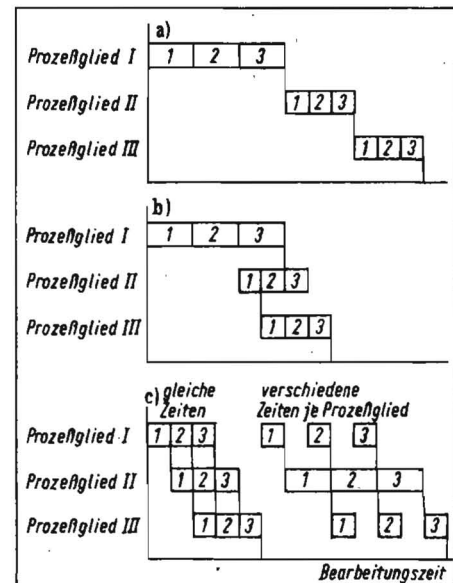 a)
Prozeßglied I 1 2 3
Prozeßglied II 1 2 3
Prozeßglied III 1 2 3
b)
Prozeßglied I 1 2 3
Prozeßglied II 1 2 3
Prozeßglied III 1 2 3
c) gleiche verschiedene
Zeiten Zeiten je Prozeßglied
Prozeßglied I 1 2 3 1 2 3
Prozeßglied II 1 2 3 1 2 3
Prozeßglied III 1 2 3 1 2 3
Bearbeitungszeit